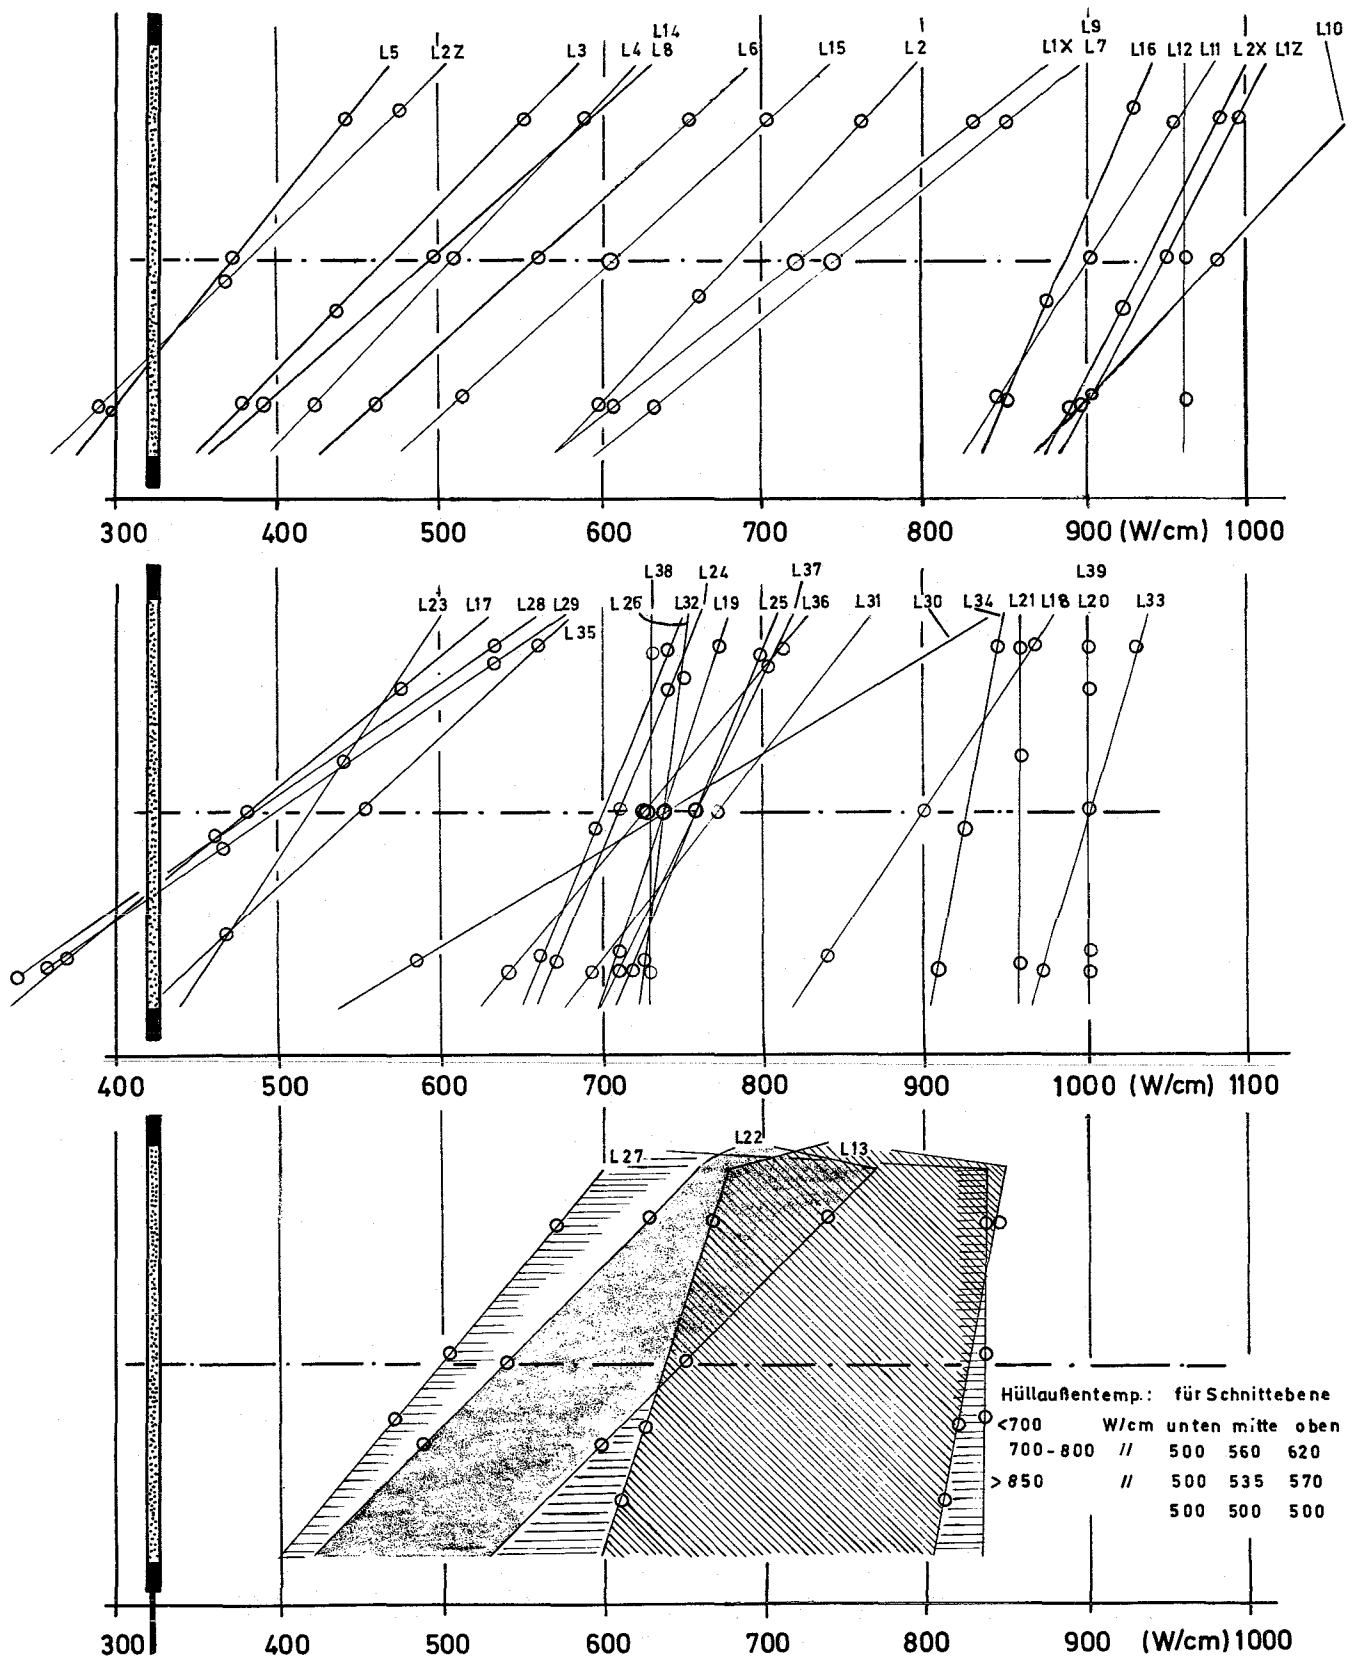 L14 L9 L10
L5 L2Z L3 L4 L8 L6 L15 L2 L1X L7 L16 L12 L11 L2X L1Z
300 400 500 600 700 800 900 (W/cm) 1000
L38 L24 L37 L39
L23 L17 L28 L29 L26 L32 L19 L25 L36 L31 L30 L34 L21 L18 L20 L33
L35
400 500 600 700 800 900 1000 (W/cm) 1100
L22
L27 L13
Hüllaußentemp.: für Schnittebene
<700 W/cm unten mitte oben
700-800 // 500 560 620
>850 // 500 535 570
500 500 500
300 400 500 600 700 800 900 (W/cm) 1000